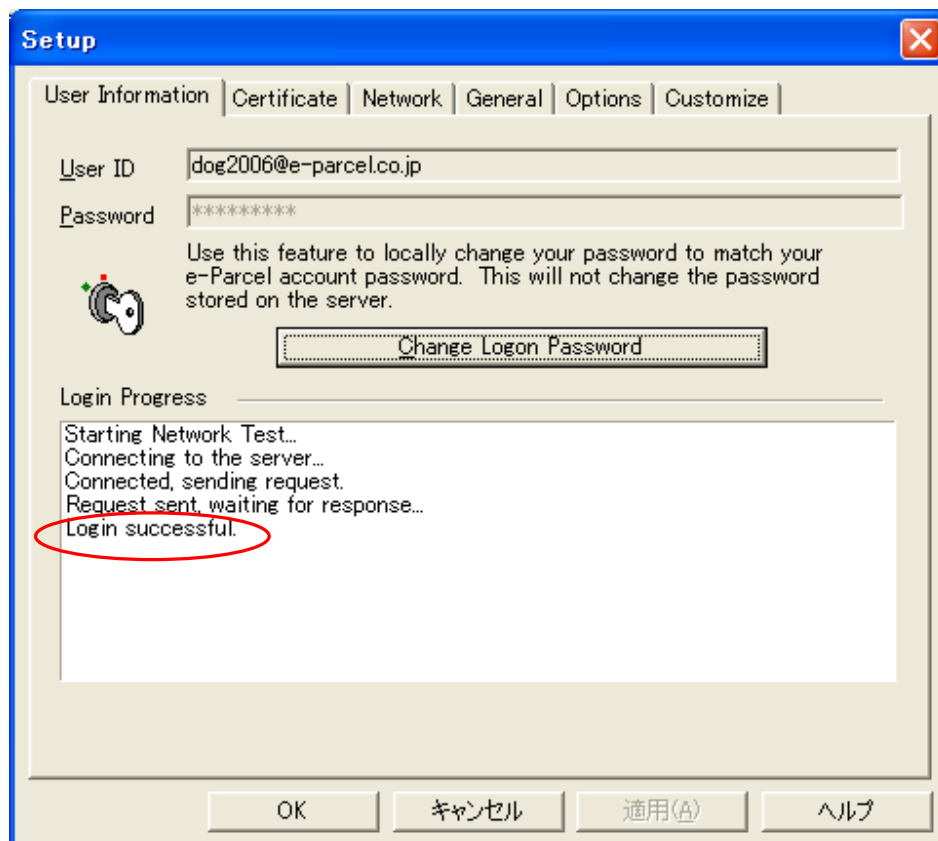 Setup
User Information Certificate Network General Options Customize
User ID dog2006@e-parcel.co.jp
Password *********
Use this feature to locally change your password to match your
e-Parcel account password. This will not change the password
stored on the server.
Change Logon Password
Login Progress
Starting Network Test...
Connecting to the server...
Connected, sending request.
Request sent, waiting for response...
Login successful.
OK キャンセル 適用(A) ヘルプ